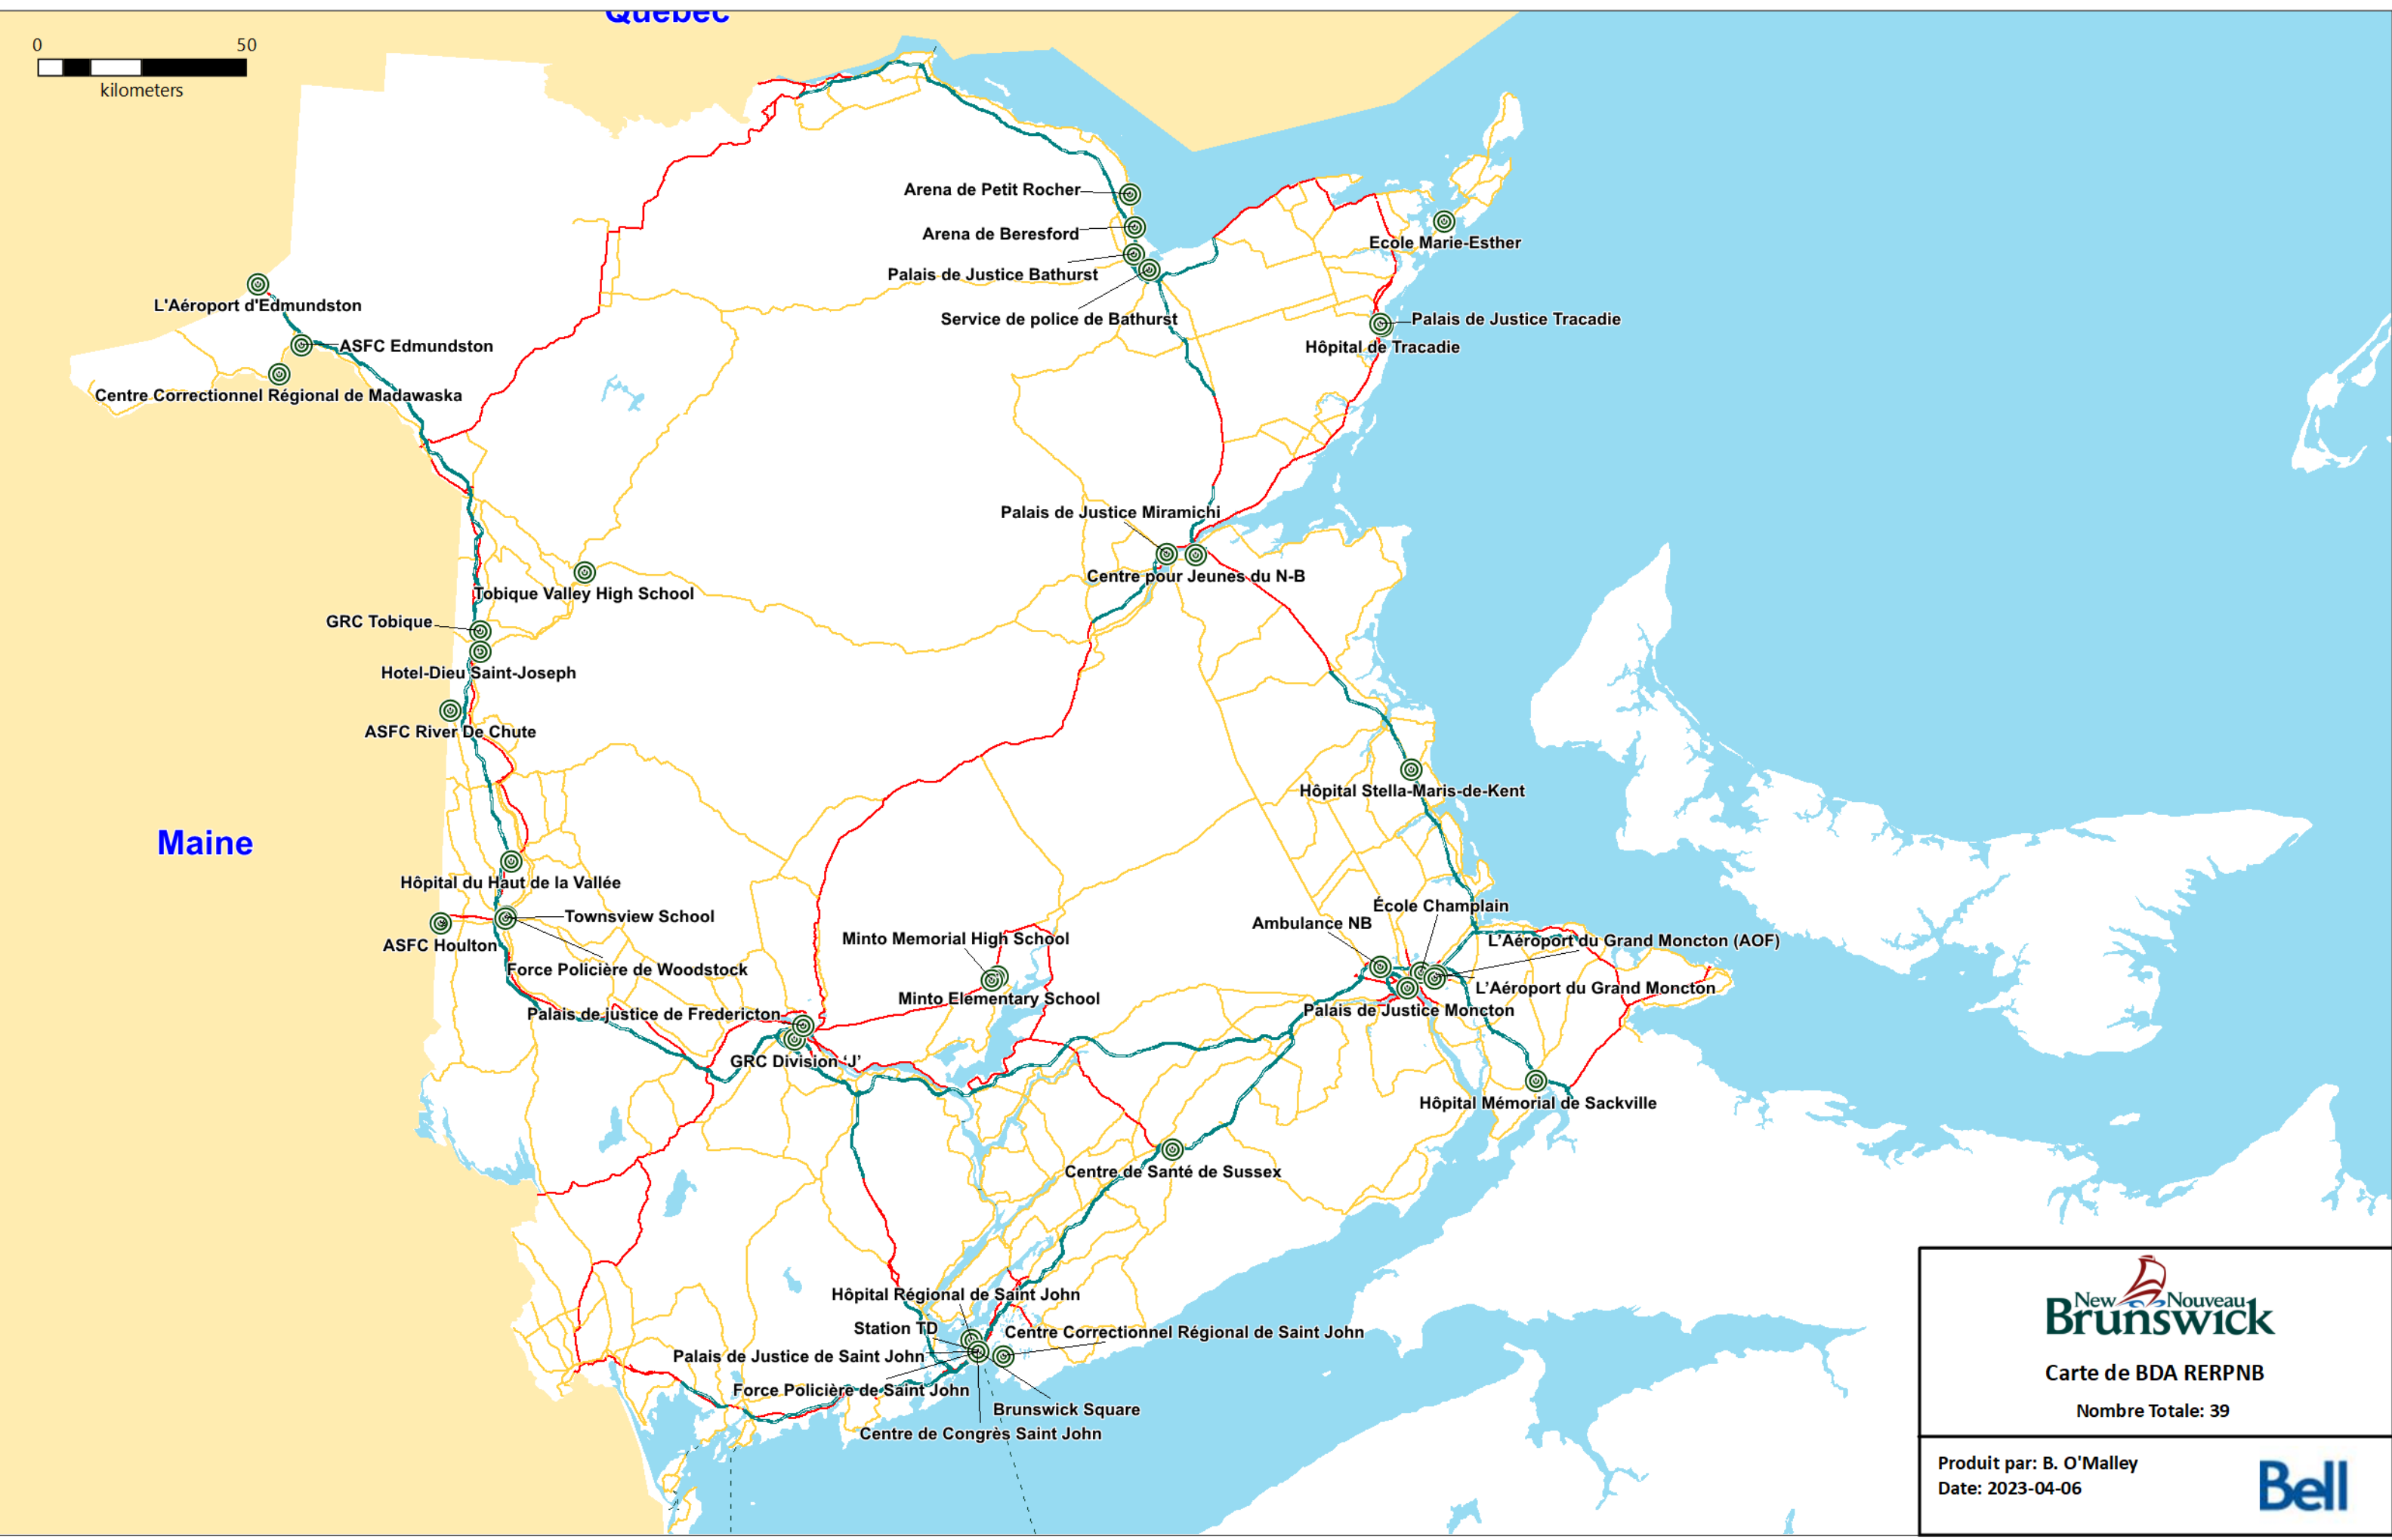 Québec
0 50
kilometers
Arena de Petit Rocher
Arena de Beresford
Ecole Marie-Esther
Palais de Justice Bathurst
L'Aéroport d'Edmundston
Service de police de Bathurst
Palais de Justice Tracadie
ASFC Edmundston
Hôpital de Tracadie
Centre Correctionnel Régional de Madawaska
Palais de Justice Miramichi
Centre pour Jeunes du N-B
Tobique Valley High School
GRC Tobique
Hotel-Dieu Saint-Joseph
ASFC River De Chute
Hôpital Stella-Maris-de-Kent
Maine
Hôpital du Haut de la Vallée
École Champlain
Townsview School
Ambulance NB
Minto Memorial High School
L'Aéroport du Grand Moncton (AOF)
ASFC Houlton
Force Policière de Woodstock
L'Aéroport du Grand Moncton
Minto Elementary School
Palais de Justice Moncton
Palais de justice de Fredericton
GRC Division 'J'
Hôpital Mémorial de Sackville
Centre de Santé de Sussex
Hôpital Régional de Saint John
Station TD
Centre Correctionnel Régional de Saint John
Palais de Justice de Saint John
Force Policière de Saint John
Brunswick Square
Centre de Congrès Saint John
New Nouveau
Brunswick
Carte de BDA RERPNB
Nombre Totale: 39
Produit par: B. O'Malley
Date: 2023-04-06
Bell